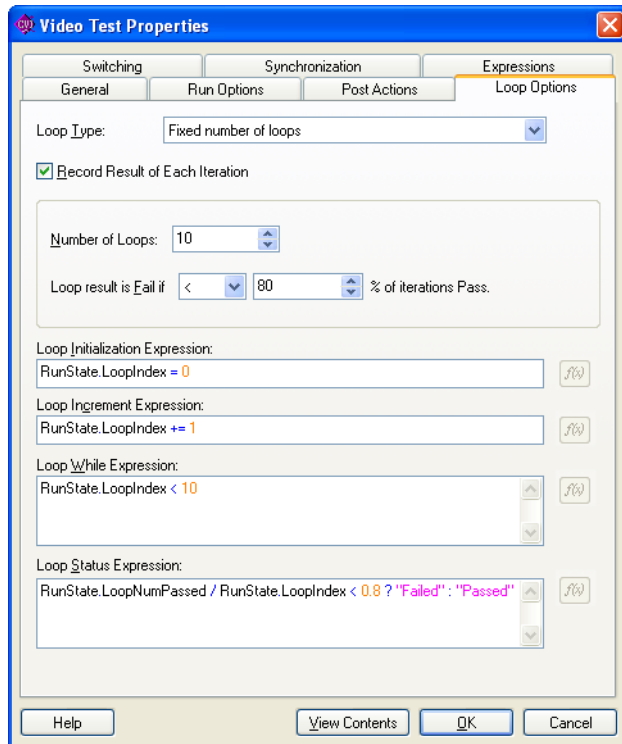 CVI Video Test Properties
Switching Synchronization Expressions
General Run Options Post Actions Loop Options
Loop Type: Fixed number of loops
Record Result of Each Iteration
Number of Loops: 10
Loop result is Fail if < 80 % of iterations Pass.
Loop Initialization Expression:
RunState.LoopIndex = 0 f(x)
Loop Increment Expression:
RunState.LoopIndex += 1 f(x)
Loop While Expression:
RunState.LoopIndex < 10 f(x)
Loop Status Expression:
RunState.LoopNumPassed / RunState.LoopIndex < 0.8 ? "Failed" : "Passed" f(x)
Help View Contents OK Cancel